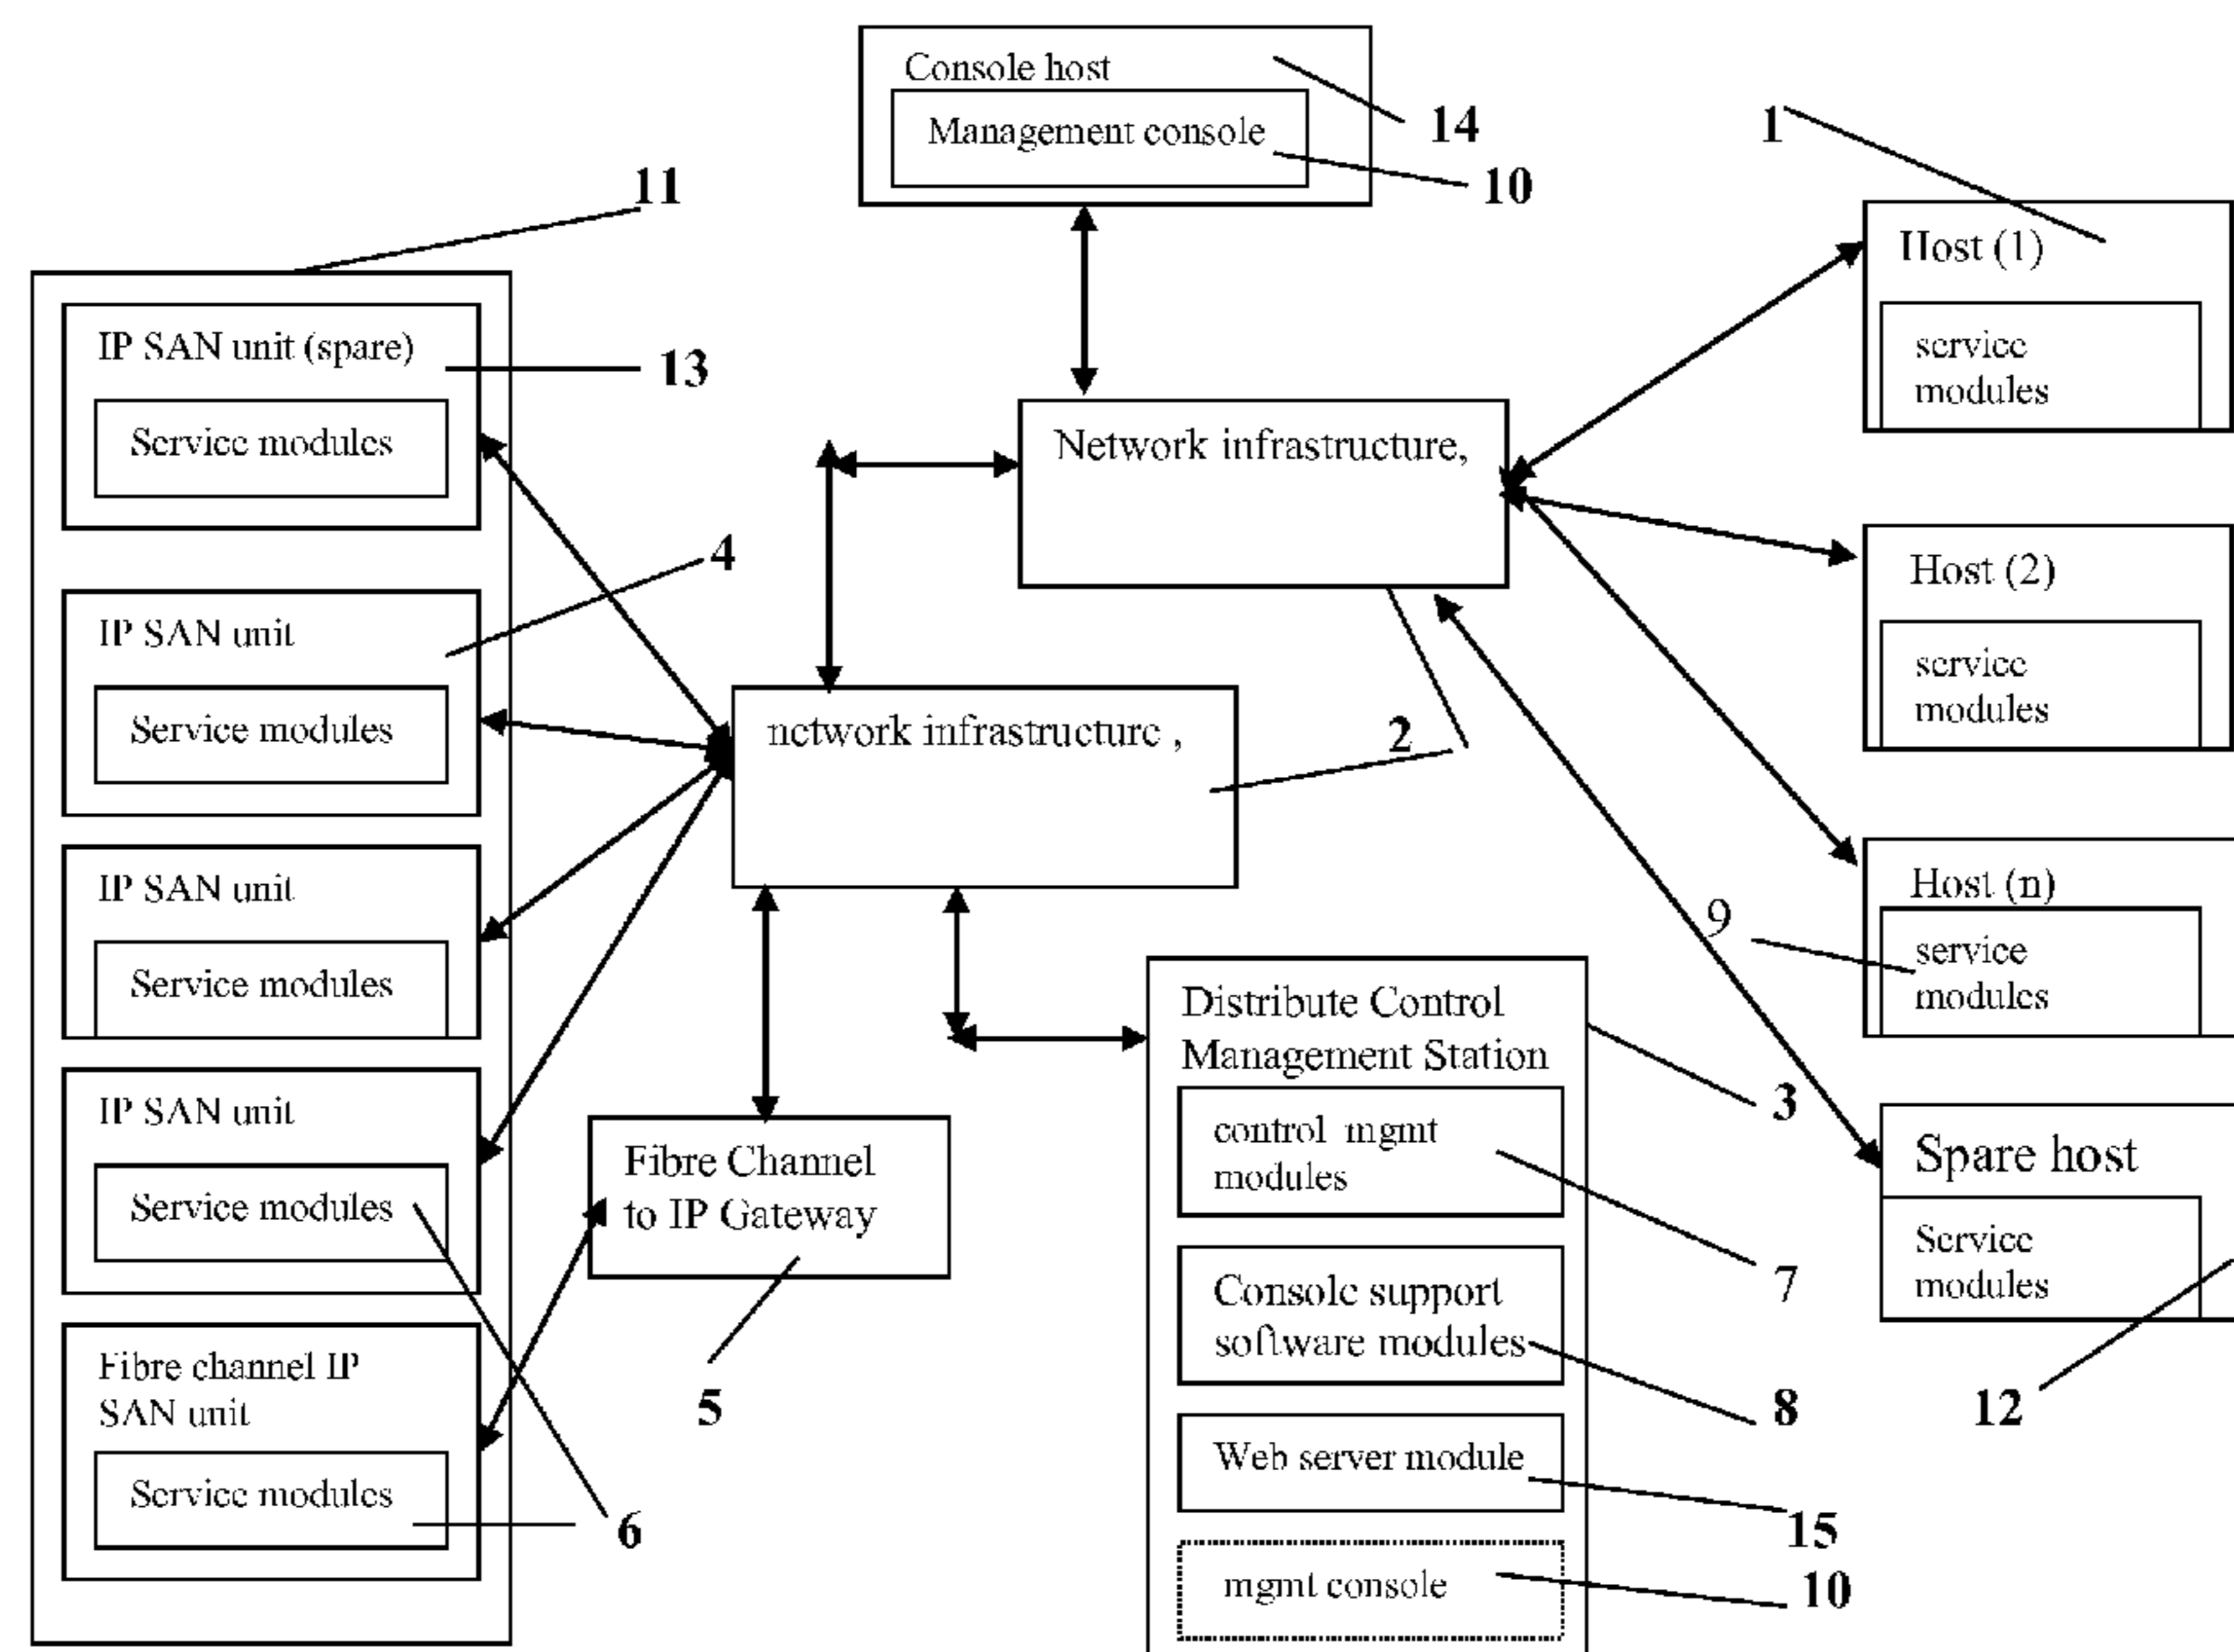 Console host
Management console
14
10
1
11
Host (1)
service
modules
IP SAN unit (spare)
13
Service modules
Network infrastructure,
4
Host (2)
service
modules
IP SAN unit
Service modules
network infrastructure ,
2
IP SAN unit
Service modules
Host (n)
9
service
modules
Distribute Control
Management Station
3
IP SAN unit
Service modules
Fibre Channel
to IP Gateway
5
control mgmt
modules
7
Spare host
Service
modules
12
Console support
software modules
8
Fibre channel IP
SAN unit
Service modules
6
Web server module
15
mgmt console
10